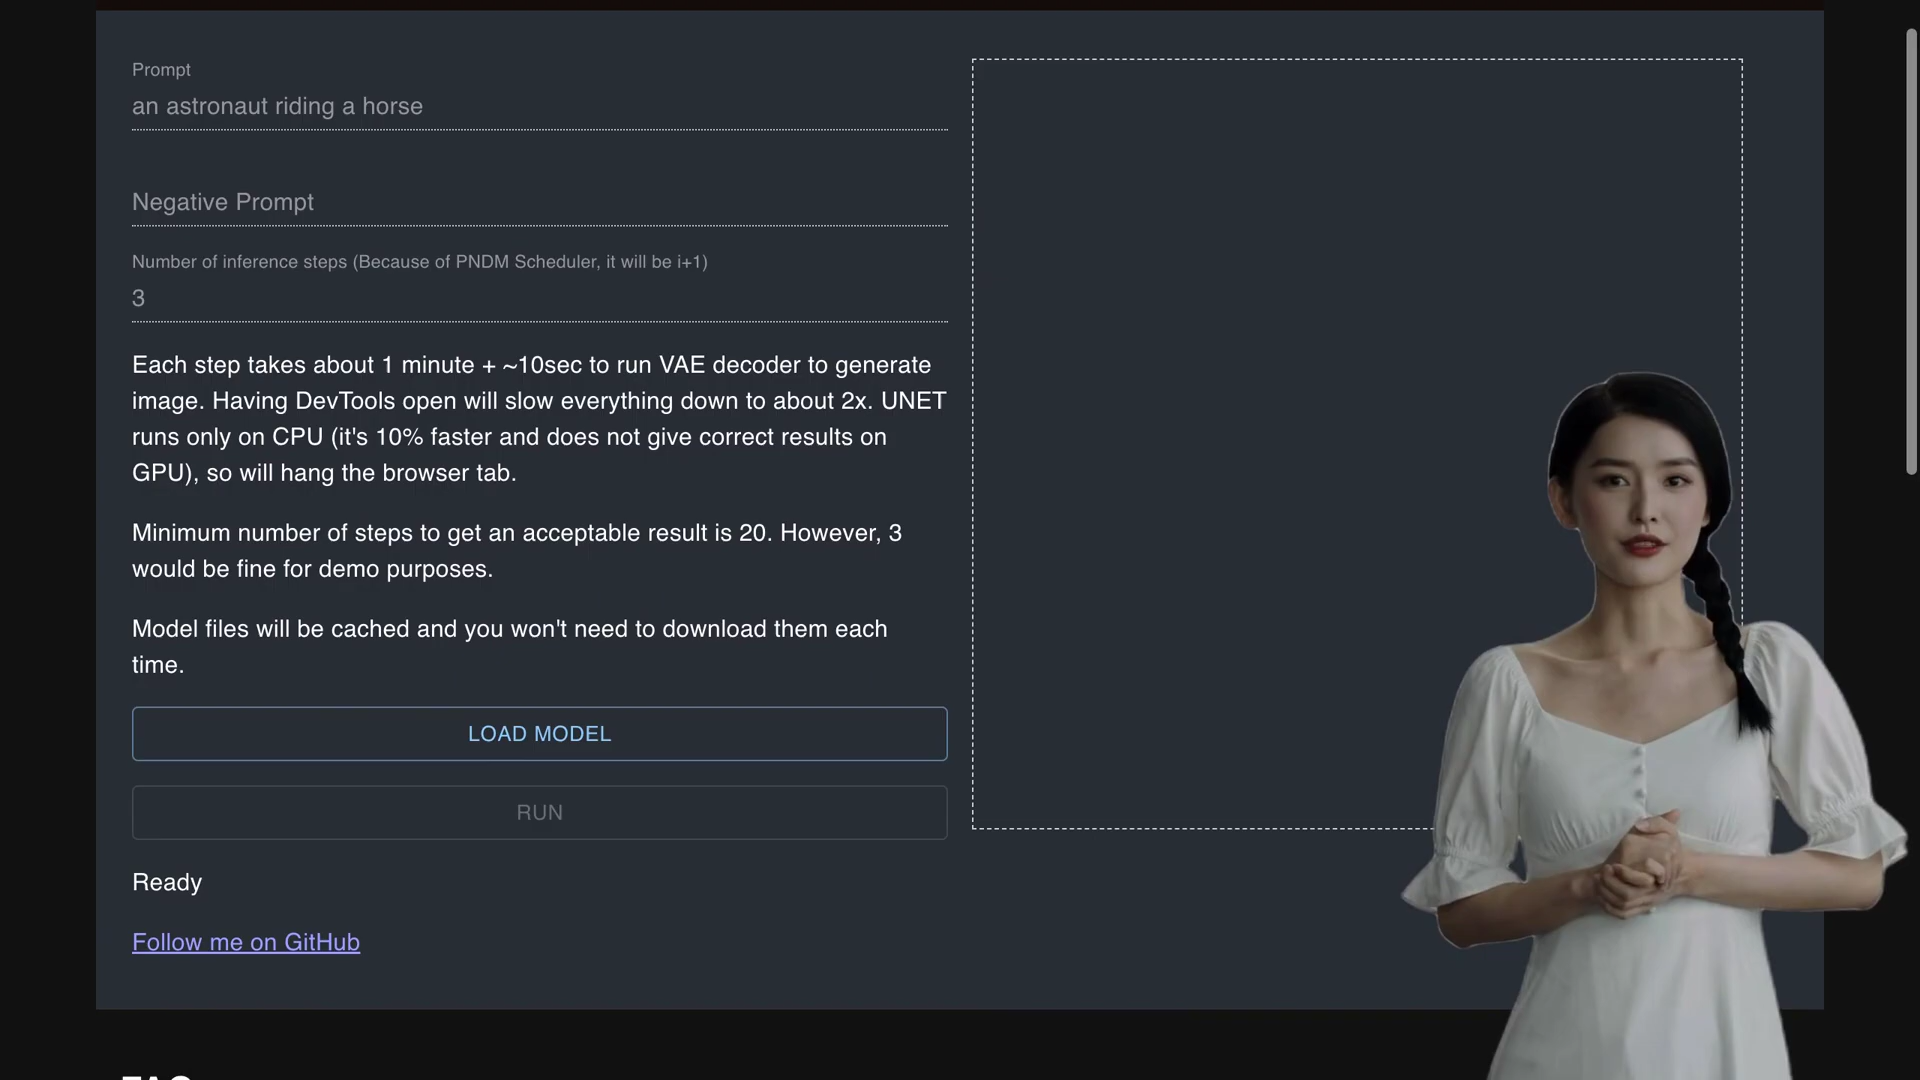 Prompt
an astronaut riding a horse
Negative Prompt
Number of inference steps (Because of PNDM Scheduler, it will be i+1)
3
Each step takes about 1 minute + ~10sec to run VAE decoder to generate
image. Having DevTools open will slow everything down to about 2x. UNET
runs only on CPU (it's 10% faster and does not give correct results on
GPU), so will hang the browser tab.
Minimum number of steps to get an acceptable result is 20. However, 3
would be fine for demo purposes.
Model files will be cached and you won't need to download them each
time.
LOAD MODEL
RUN
Ready
Follow me on GitHub